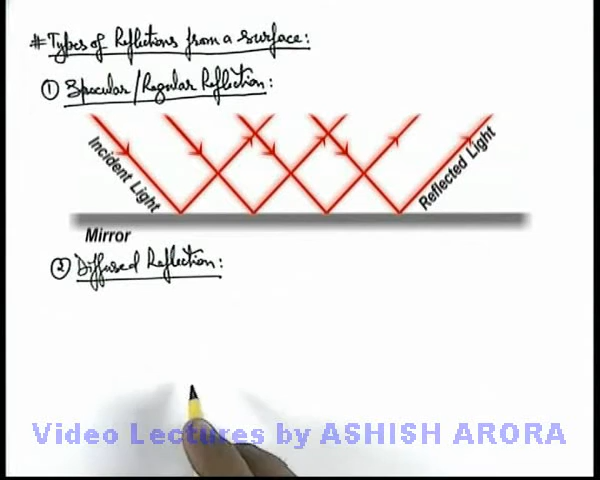 # Types of Reflections from a surface:
① Specular/Regular Reflection:
Incident Light
Reflected Light
Mirror
② Diffused Reflection:
Video Lectures by ASHISH ARORA